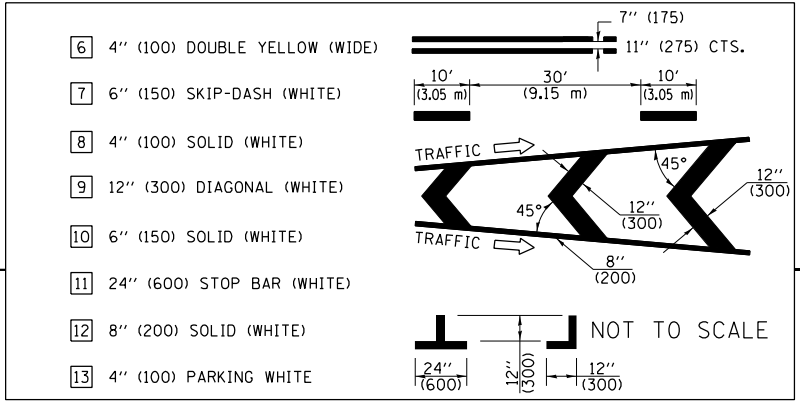 7'' (175)
6 4'' (100) DOUBLE YELLOW (WIDE)
11'' (275) CTS.
10' 30' 10'
(3.05 m) (9.15 m) (3.05 m)
7 6'' (150) SKIP-DASH (WHITE)
8 4'' (100) SOLID (WHITE)
TRAFFIC
45°
12''
(300)
9 12'' (300) DIAGONAL (WHITE)
45°
12''
(300)
10 6'' (150) SOLID (WHITE)
TRAFFIC
8''
(200)
11 24'' (600) STOP BAR (WHITE)
12 8'' (200) SOLID (WHITE)
NOT TO SCALE
13 4'' (100) PARKING WHITE
24''
(600)
12''
(300)
12''
(300)